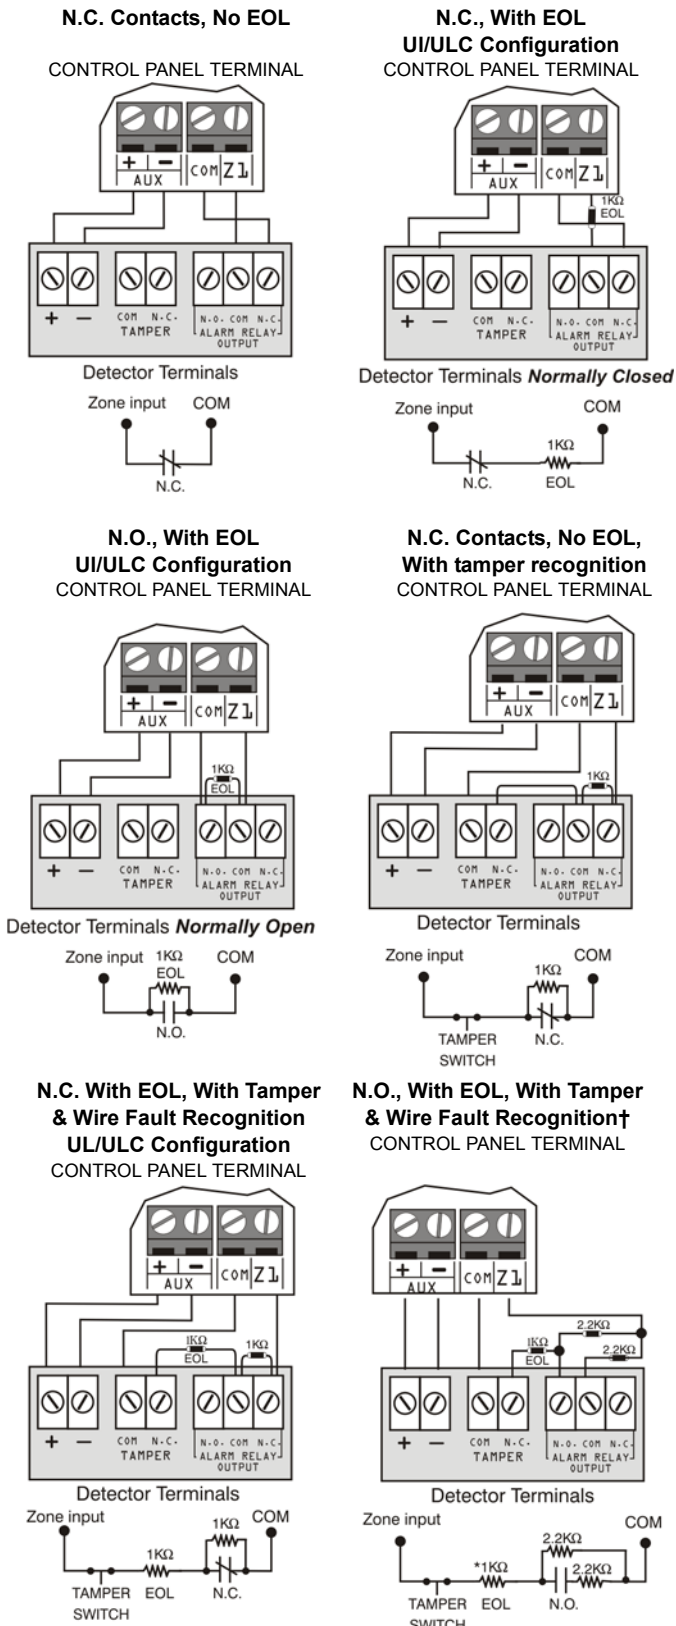 N.C. Contacts, No EOL
CONTROL PANEL TERMINAL
+ −
AUX
COM Z1
+ −
COM N.C.
TAMPER
N.O. COM N.C.
ALARM RELAY
OUTPUT
Detector Terminals
Zone input COM
N.C.
N.C., With EOL
UI/ULC Configuration
CONTROL PANEL TERMINAL
+ −
AUX
COM Z1
1KΩ
EOL
+ −
COM N.C.
TAMPER
N.O. COM N.C.
ALARM RELAY
OUTPUT
Detector Terminals Normally Closed
Zone input COM
1KΩ
N.C. EOL
N.O., With EOL
UI/ULC Configuration
CONTROL PANEL TERMINAL
+ −
AUX
COM Z1
1KΩ
EOL
+ −
COM N.C.
TAMPER
N.O. COM N.C.
ALARM RELAY
OUTPUT
Detector Terminals Normally Open
Zone input 1KΩ COM
EOL
N.O.
N.C. Contacts, No EOL,
With tamper recognition
CONTROL PANEL TERMINAL
+ −
AUX
COM Z1
1KΩ
+ −
COM N.C.
TAMPER
N.O. COM N.C.
ALARM RELAY
OUTPUT
Detector Terminals
Zone input COM
1KΩ
TAMPER N.C.
SWITCH
N.C. With EOL, With Tamper
& Wire Fault Recognition
UL/ULC Configuration
CONTROL PANEL TERMINAL
+ −
AUX
COM Z1
1KΩ 1KΩ
EOL
+ −
COM N.C.
TAMPER
N.O. COM N.C.
ALARM RELAY
OUTPUT
Detector Terminals
Zone input COM
1KΩ
1KΩ
TAMPER EOL N.C.
SWITCH
N.O., With EOL, With Tamper
& Wire Fault Recognition†
CONTROL PANEL TERMINAL
+ −
AUX
COM Z1
2.2KΩ
1KΩ 2.2KΩ
EOL
+ −
COM N.C.
TAMPER
N.O. COM N.C.
ALARM RELAY
OUTPUT
Detector Terminals
Zone input COM
2.2KΩ
*1KΩ 2.2KΩ
TAMPER EOL N.O.
SWITCH